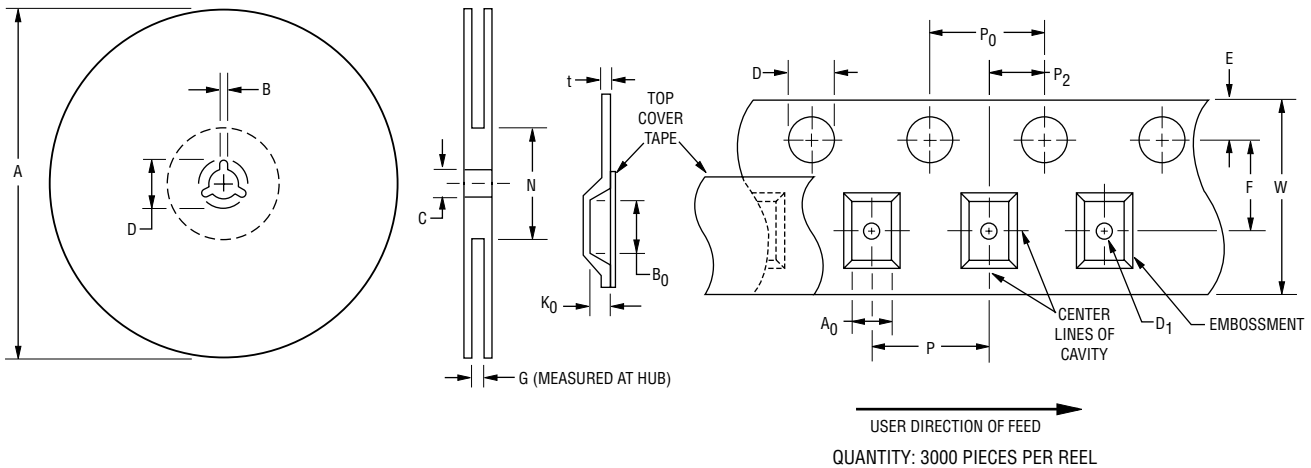 A
B
D
C
N
G (MEASURED AT HUB)
t
TOP
COVER
TAPE
K0
B0
D
P0
P2
E
F
W
A0
P
CENTER
LINES OF
CAVITY
D1
EMBOSSMENT
USER DIRECTION OF FEED
QUANTITY: 3000 PIECES PER REEL